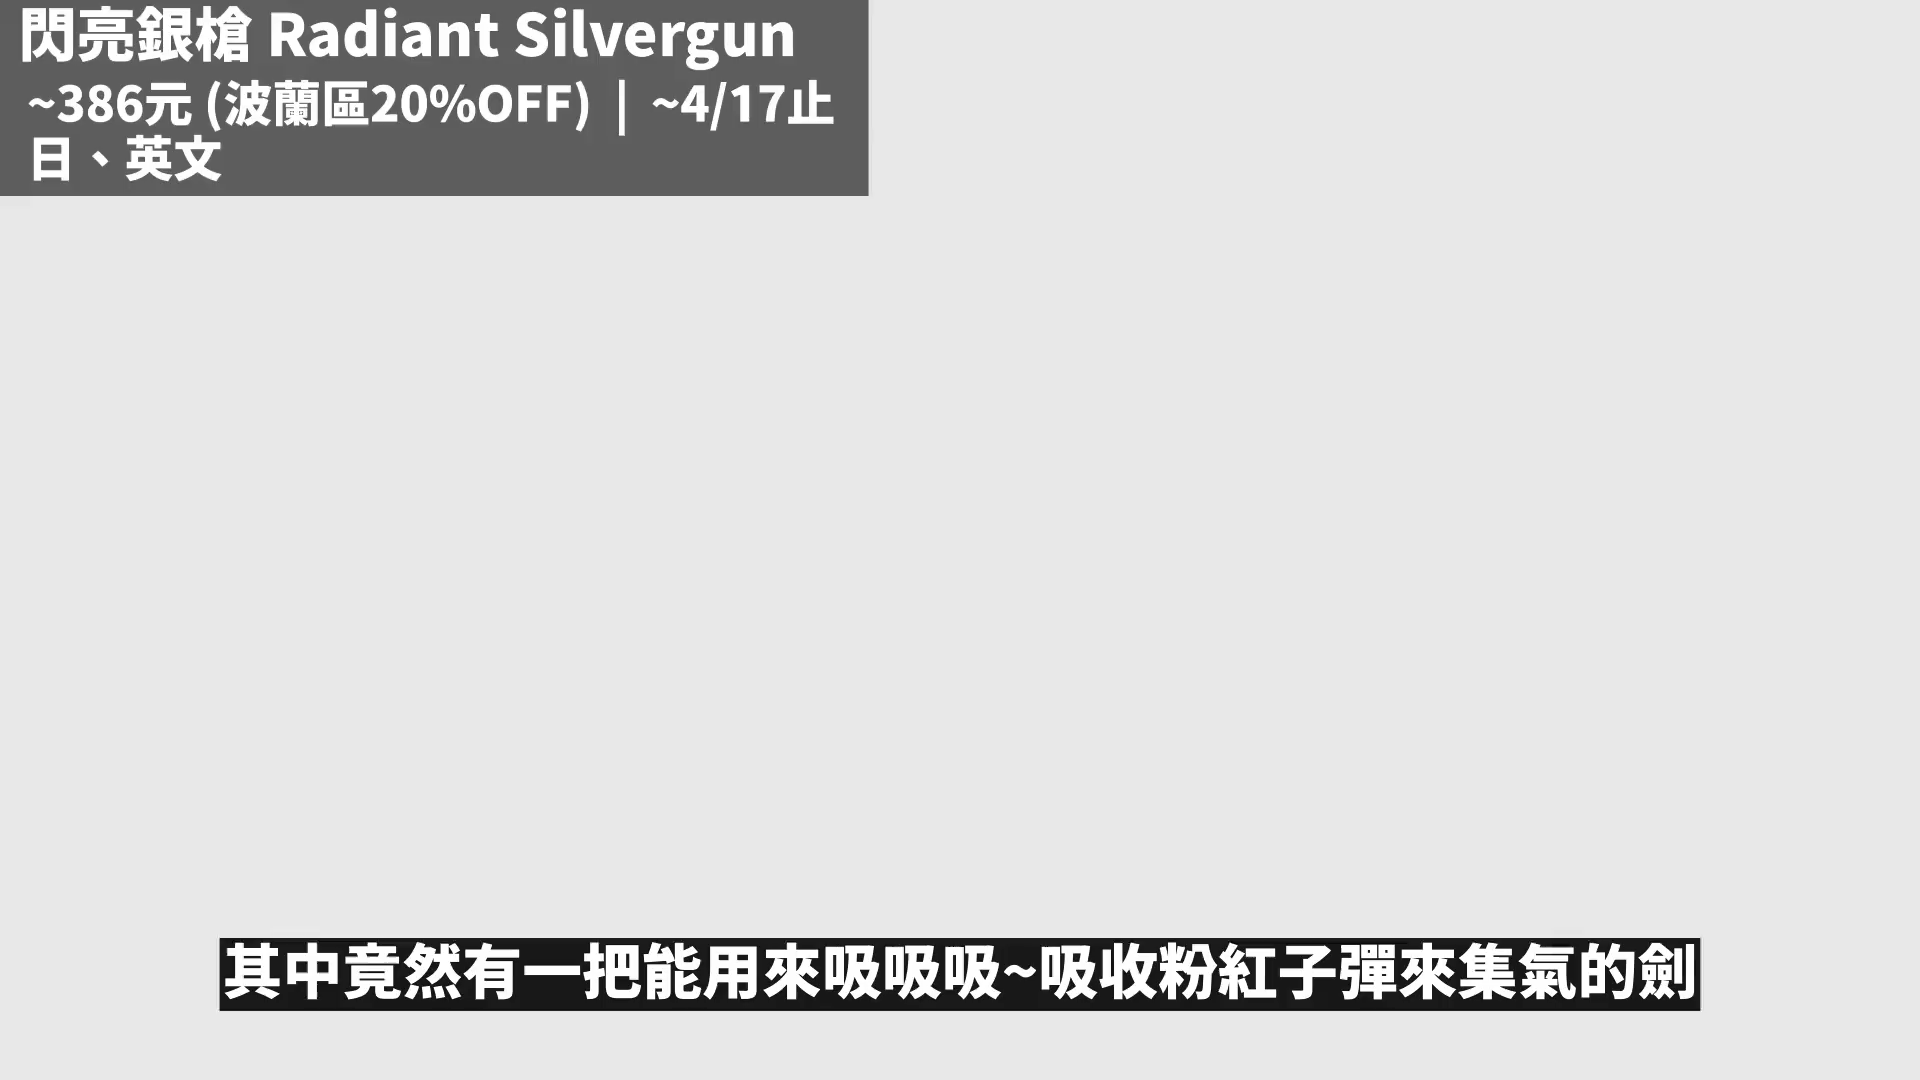 閃亮銀槍 Radiant Silvergun
~386元 (波蘭區20%OFF) | ~4/17止
日、英文
其中竟然有一把能用來吸吸吸~吸收粉紅子彈來集氣的劍